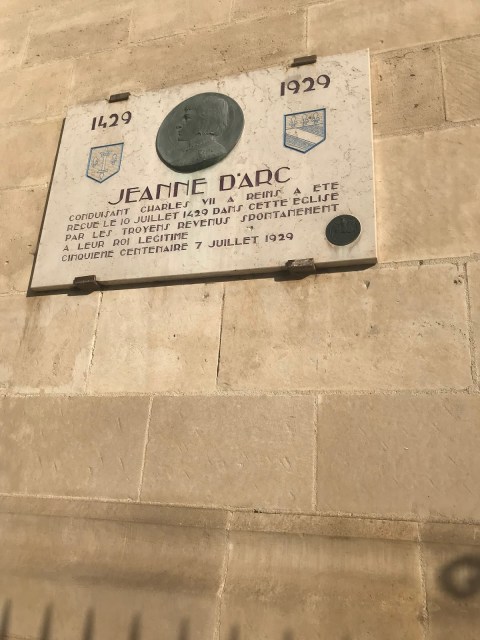 1429
1929
JEANNE D'ARC
CONDUISANT CHARLES VII A REINS A ETE
REÇUE LE 10 JUILLET 1429 DANS CETTE EGLISE
PAR LES TROYENS REVENUS SPONTANEMENT
A LEUR ROI LEGITIME
CINQUIEME CENTENAIRE 7 JUILLET 1929